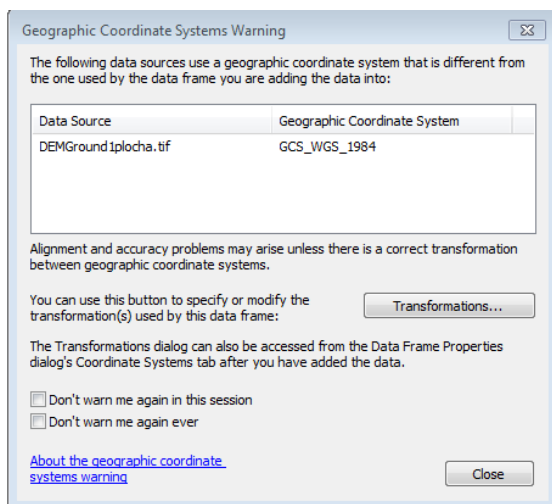 Geographic Coordinate Systems Warning
The following data sources use a geographic coordinate system that is different from
the one used by the data frame you are adding the data into:
Data Source Geographic Coordinate System
DEMGround1plocha.tif GCS_WGS_1984
Alignment and accuracy problems may arise unless there is a correct transformation
between geographic coordinate systems.
You can use this button to specify or modify the
transformation(s) used by this data frame:
Transformations...
The Transformations dialog can also be accessed from the Data Frame Properties
dialog's Coordinate Systems tab after you have added the data.
Don't warn me again in this session
Don't warn me again ever
About the geographic coordinate
systems warning
Close